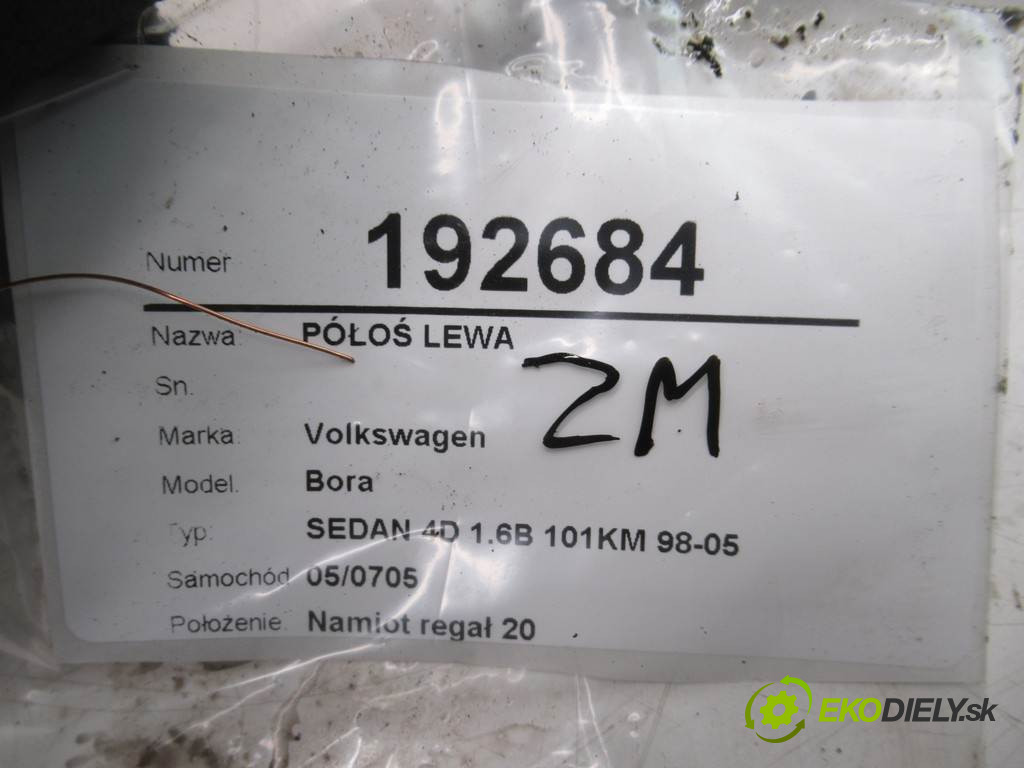 Numer 192684
Nazwa: PÓŁOŚ LEWA
ZM
Sn.
Marka: Volkswagen
Model. Bora
Typ: SEDAN 4D 1.6B 101KM 98-05
Samochód 05/0705
Położenie: Namiot regał 20
EKODIELY.sk